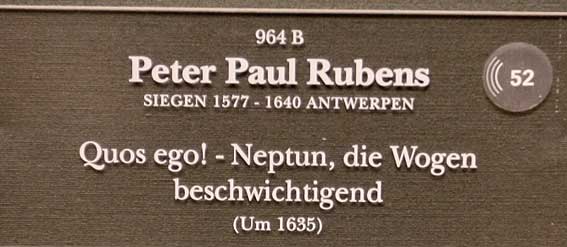 964 B
Peter Paul Rubens
52
SIEGEN 1577 - 1640 ANTWERPEN
Quos ego! - Neptun, die Wogen
beschwichtigend
(Um 1635)